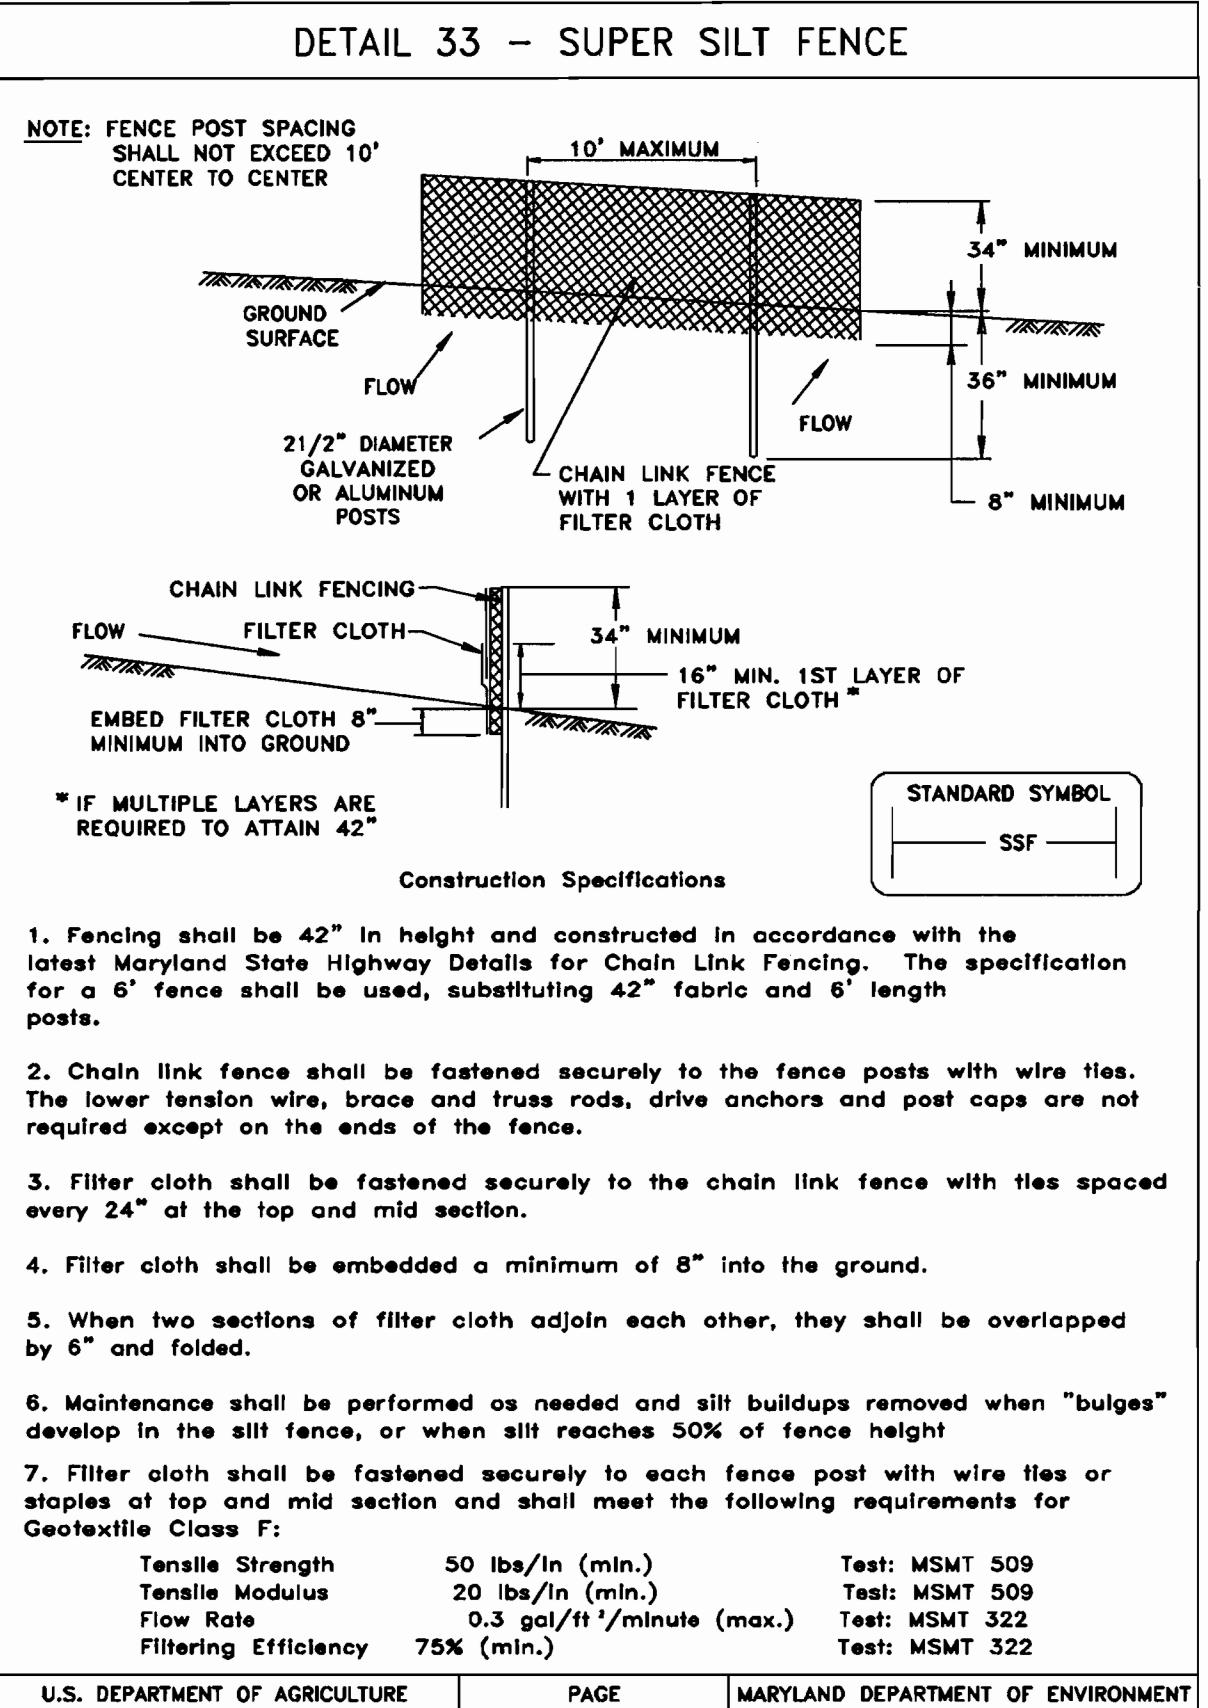 DETAIL 33 - SUPER SILT FENCE
NOTE: FENCE POST SPACING
SHALL NOT EXCEED 10'
CENTER TO CENTER
10' MAXIMUM
34" MINIMUM
GROUND
SURFACE
FLOW
36" MINIMUM
FLOW
21/2" DIAMETER
GALVANIZED
OR ALUMINUM
POSTS
CHAIN LINK FENCE
WITH 1 LAYER OF
FILTER CLOTH
8" MINIMUM
CHAIN LINK FENCING
FLOW
FILTER CLOTH
34" MINIMUM
16" MIN. 1ST LAYER OF
FILTER CLOTH *
EMBED FILTER CLOTH 8"
MINIMUM INTO GROUND
* IF MULTIPLE LAYERS ARE
REQUIRED TO ATTAIN 42"
STANDARD SYMBOL
SSF
Construction Specifications
1. Fencing shall be 42" in height and constructed in accordance with the
latest Maryland State Highway Details for Chain Link Fencing. The specification
for a 6' fence shall be used, substituting 42" fabric and 6' length
posts.
2. Chain link fence shall be fastened securely to the fence posts with wire ties.
The lower tension wire, brace and truss rods, drive anchors and post caps are not
required except on the ends of the fence.
3. Filter cloth shall be fastened securely to the chain link fence with ties spaced
every 24" at the top and mid section.
4. Filter cloth shall be embedded a minimum of 8" into the ground.
5. When two sections of filter cloth adjoin each other, they shall be overlapped
by 6" and folded.
6. Maintenance shall be performed os needed and silt buildups removed when "bulges"
develop in the silt fence, or when silt reaches 50% of fence height
7. Filter cloth shall be fastened securely to each fence post with wire ties or
staples at top and mid section and shall meet the following requirements for
Geotextile Class F:
Tensile Strength 50 lbs/in (min.) Test: MSMT 509
Tensile Modulus 20 lbs/in (min.) Test: MSMT 509
Flow Rate 0.3 gal/ft²/minute (max.) Test: MSMT 322
Filtering Efficiency 75% (min.) Test: MSMT 322
U.S. DEPARTMENT OF AGRICULTURE PAGE MARYLAND DEPARTMENT OF ENVIRONMENT